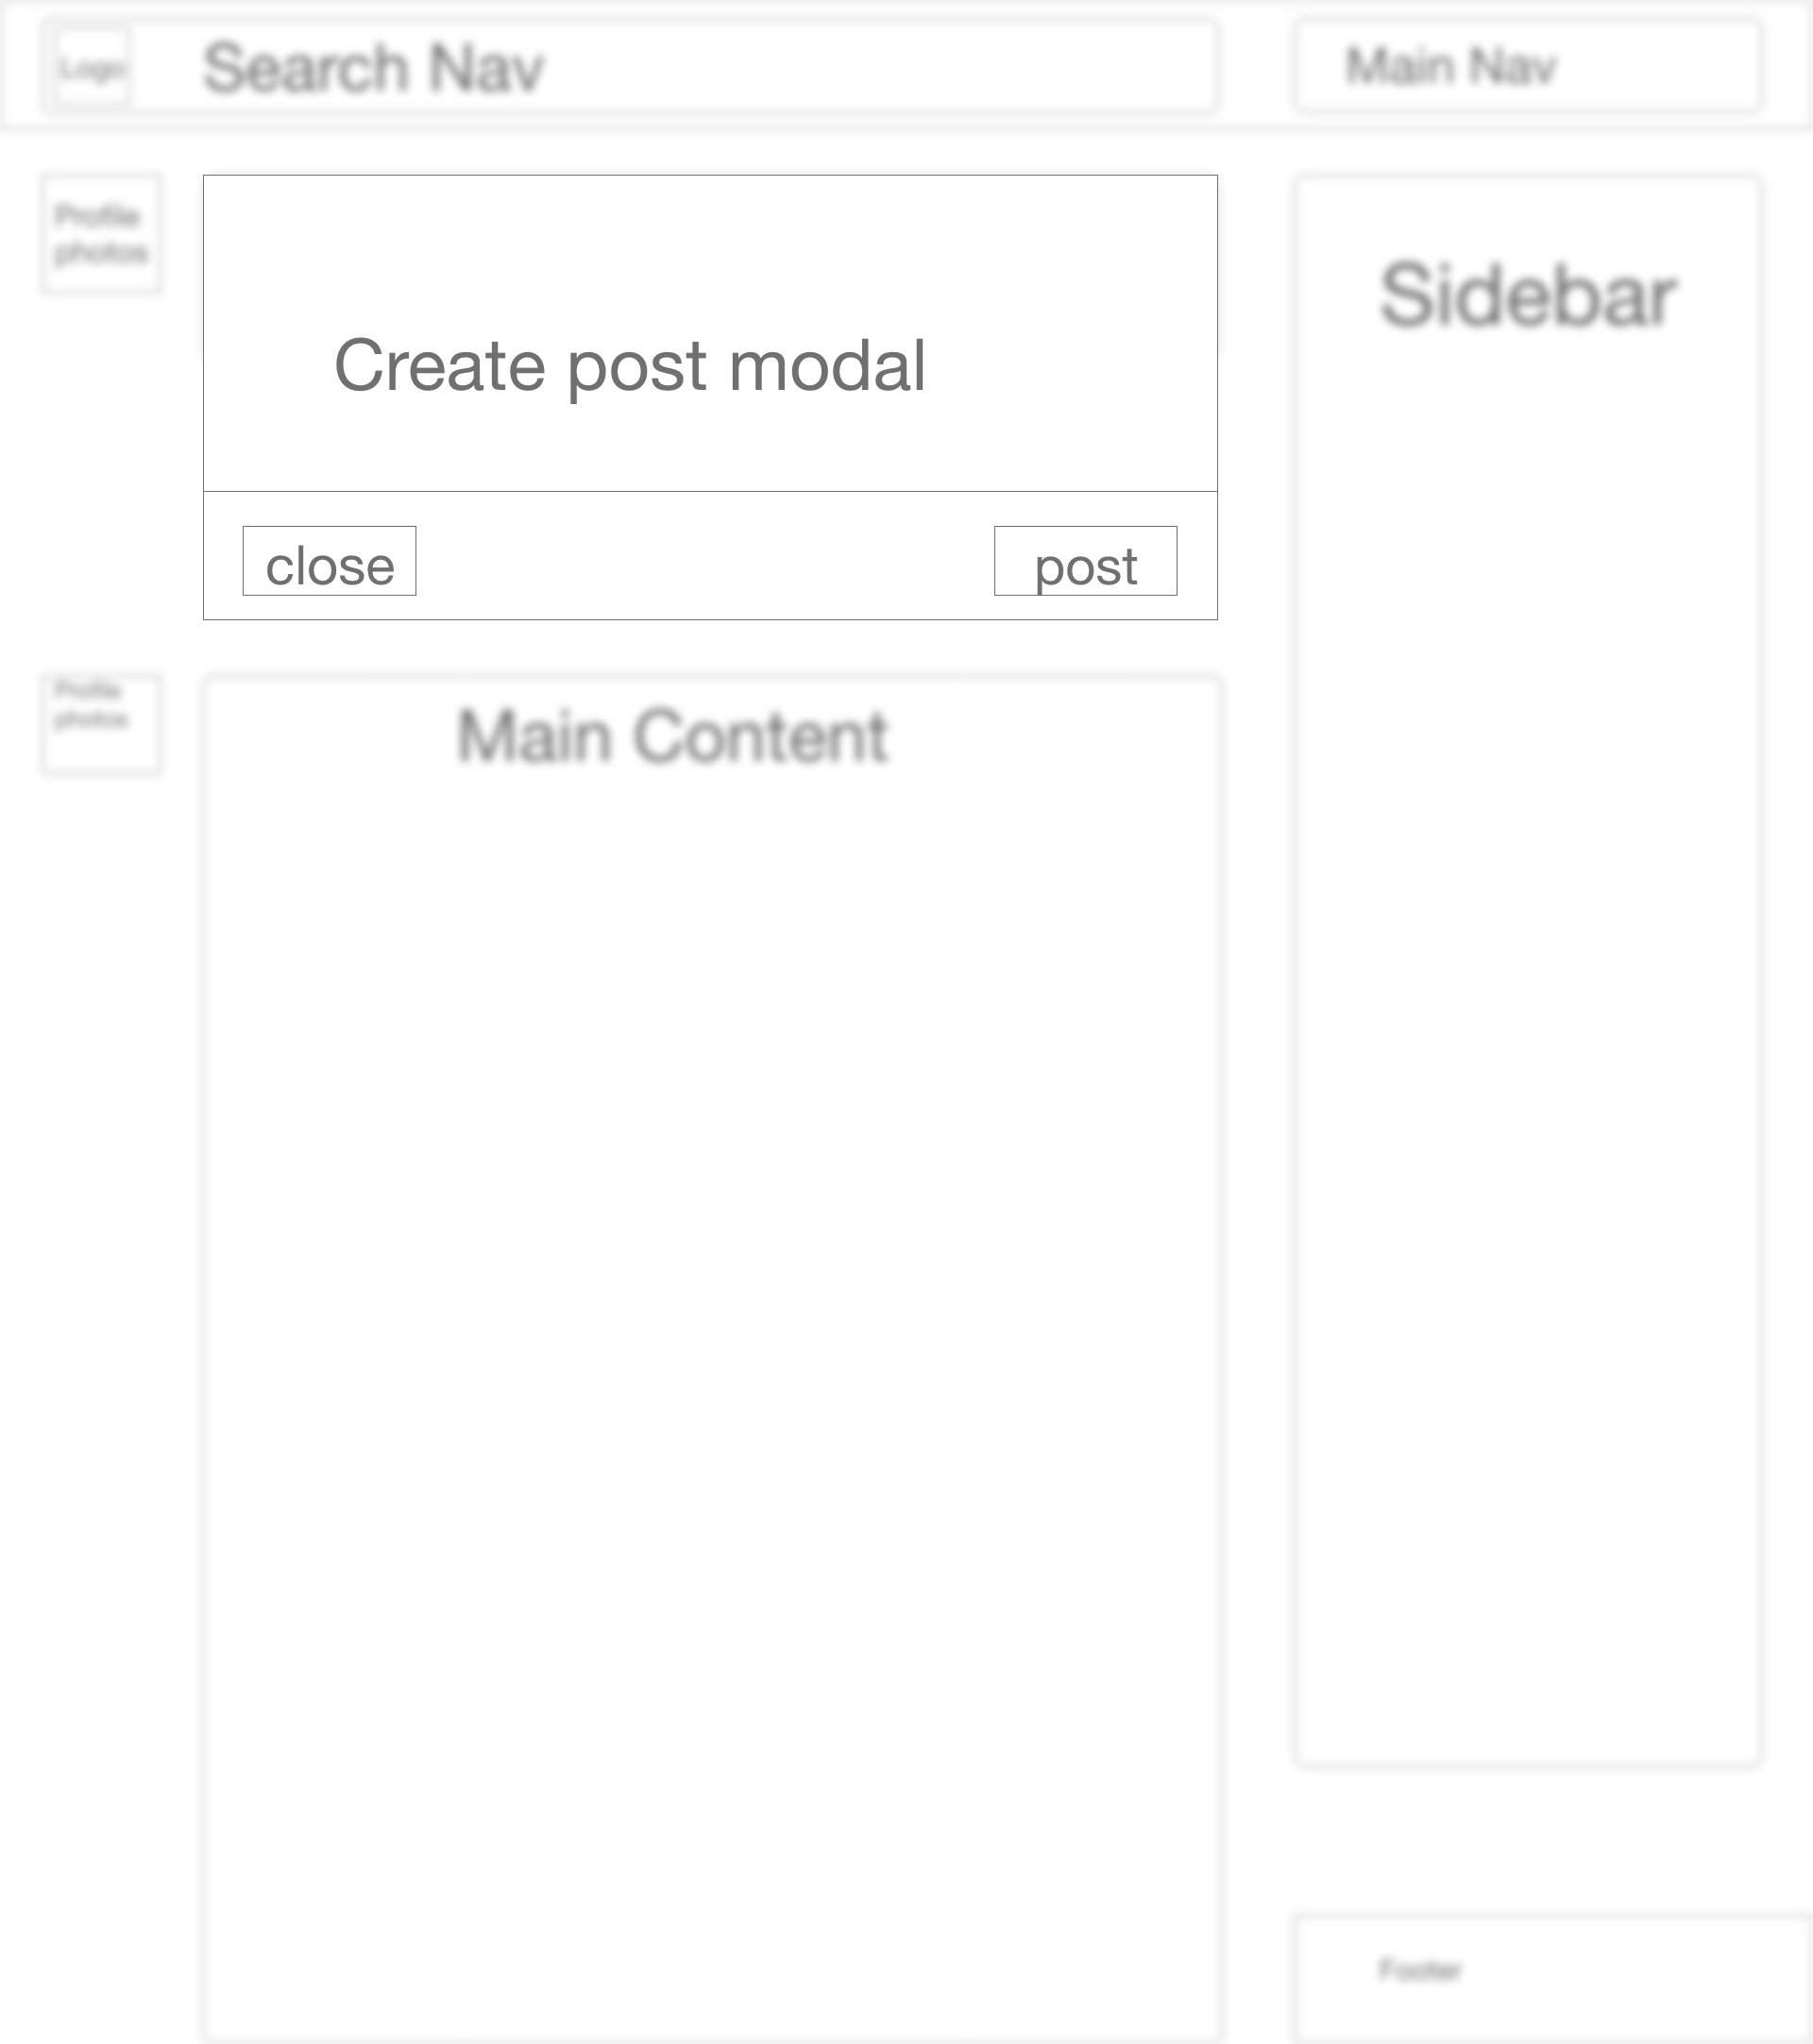 Logo
Search Nav
Main Nav
Profile
photos
Sidebar
Create post modal
close
post
Profile
photos
Main Content
Footer